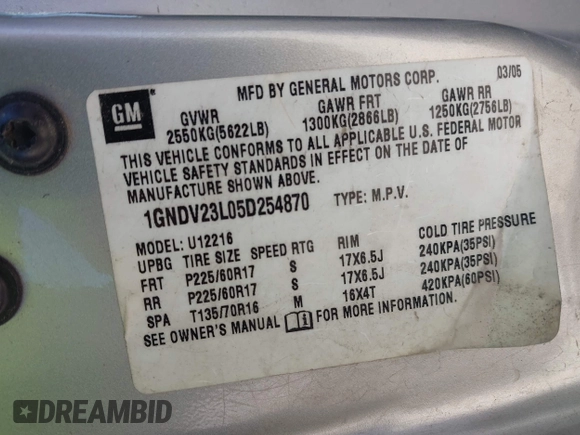 MFD BY GENERAL MOTORS CORP. 03/05
GM
GVWR GAWR FRT GAWR RR
2550KG(5622LB) 1300KG(2866LB) 1250KG(2756LB)
THIS VEHICLE CONFORMS TO ALL APPLICABLE U.S. FEDERAL MOTOR
VEHICLE SAFETY STANDARDS IN EFFECT ON THE DATE OF
MANUFACTURE SHOWN ABOVE.
1GNDV23L05D254870 TYPE: M.P.V.
MODEL: U12216
UPBG TIRE SIZE SPEED RTG RIM COLD TIRE PRESSURE
FRT P225/60R17 S 17X6.5J 240KPA(35PSI)
RR P225/60R17 S 17X6.5J 240KPA(35PSI)
SPA T135/70R16 M 16X4T 420KPA(60PSI)
SEE OWNER'S MANUAL FOR MORE INFORMATION.
DREAMBID